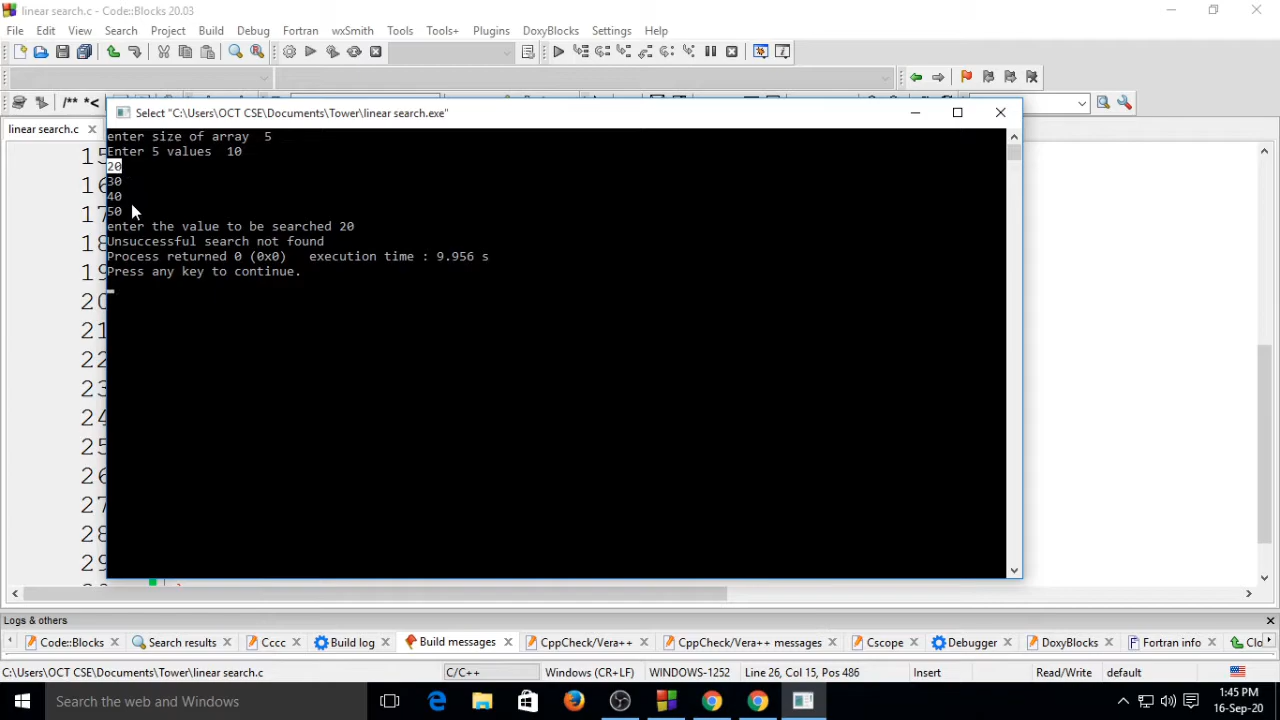 linear search.c - Code::Blocks 20.03
File Edit View Search Project Build Debug Fortran wxSmith Tools Tools+ Plugins DoxyBlocks Settings Help
/** *<
linear search.c
Select "C:\Users\OCT CSE\Documents\Tower\linear search.exe"
enter size of array  5
Enter 5 values  10
20
30
40
50
enter the value to be searched 20
Unsuccessful search not found
Process returned 0 (0x0)   execution time : 9.956 s
Press any key to continue.
15
16
17
18
19
20
21
22
23
24
25
26
27
28
29
Logs & others
Code::Blocks Search results Cccc Build log Build messages CppCheck/Vera++ CppCheck/Vera++ messages Cscope Debugger DoxyBlocks Fortran info Clo
C:\Users\OCT CSE\Documents\Tower\linear search.c C/C++ Windows (CR+LF) WINDOWS-1252 Line 26, Col 15, Pos 486 Insert Read/Write default
Search the web and Windows
1:45 PM
16-Sep-20